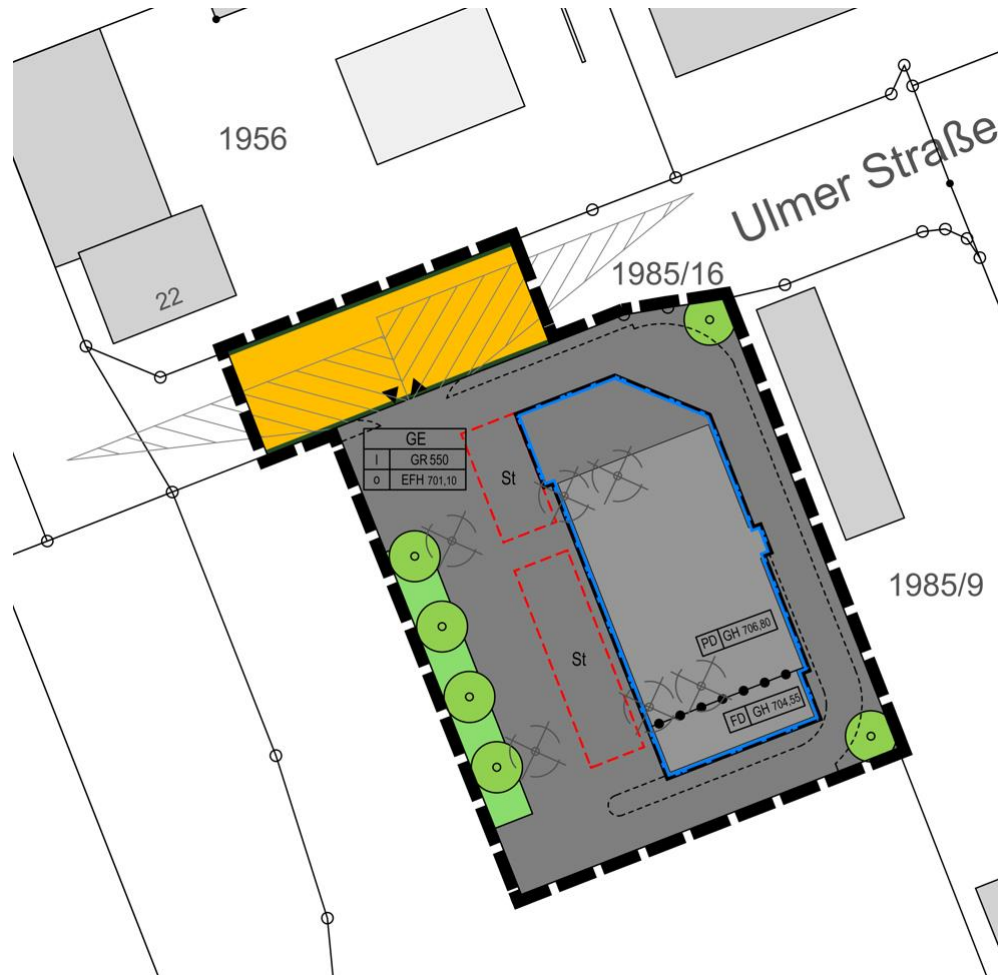 1956
Ulmer Straße
1985/16
22
GE
I GR 550
o EFH 701,10
St
St
1985/9
PD GH 706,80
FD GH 704,55